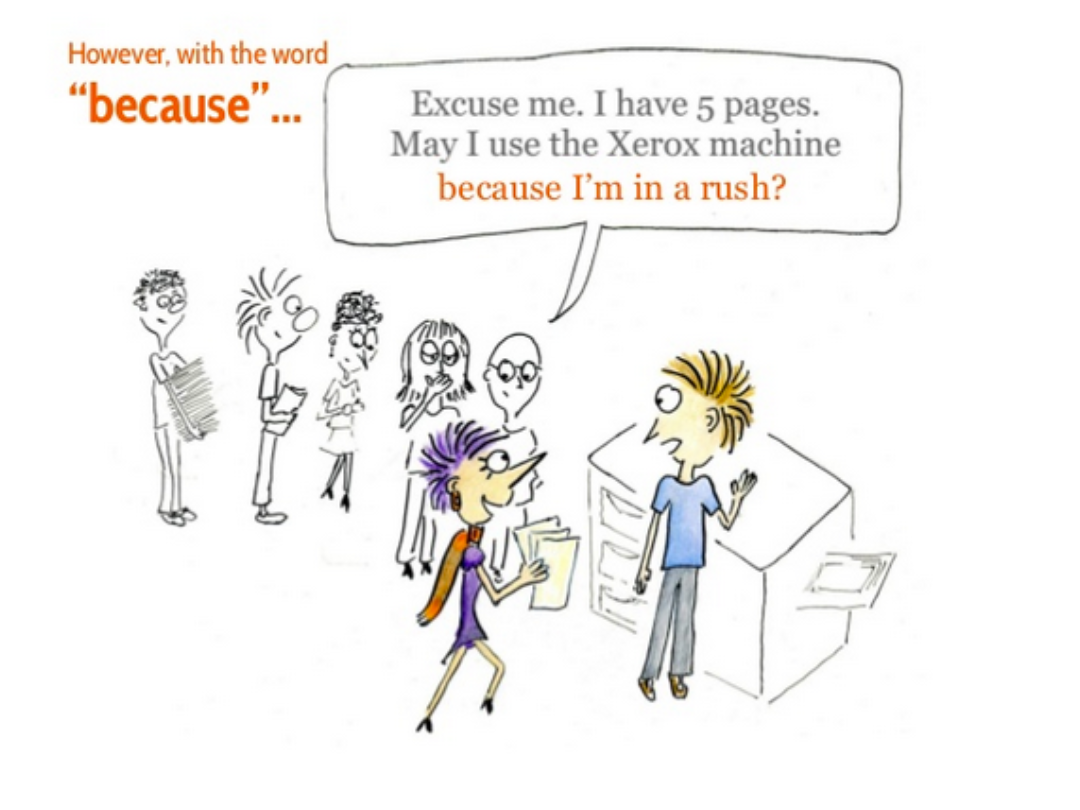 However, with the word
“because”...
Excuse me. I have 5 pages.
May I use the Xerox machine
because I’m in a rush?